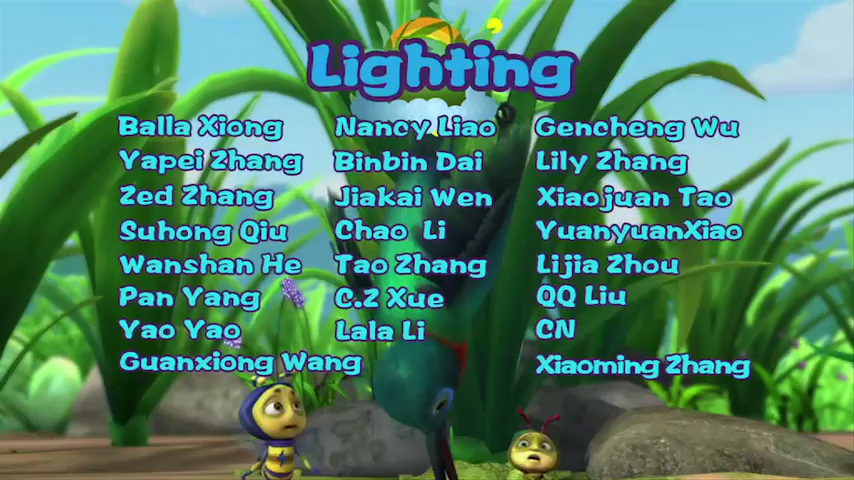 Lighting
Balla Xiong Nancy Liao Gencheng Wu
Yapei Zhang Binbin Dai Lily Zhang
Zed Zhang Jiakai Wen Xiaojuan Tao
Suhong Qiu Chao Li YuanyuanXiao
Wanshan He Tao Zhang Lijia Zhou
Pan Yang C.Z Xue QQ Liu
Yao Yao Lala Li CN
Guanxiong Wang Xiaoming Zhang